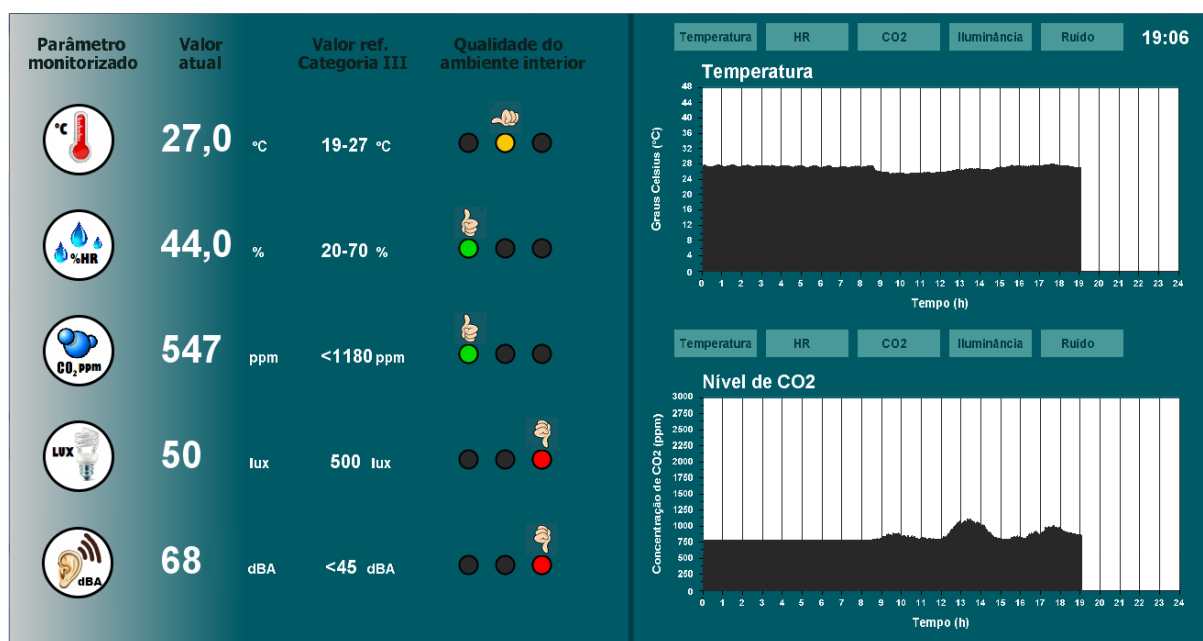 Parâmetro monitorizado
Valor atual
Valor ref. Categoria III
Qualidade do ambiente interior
°C
27,0 ºC
19-27 ºC
%HR
44,0 %
20-70 %
CO2 ppm
547 ppm
<1180 ppm
LUX
50 lux
500 lux
dBA
68 dBA
<45 dBA
Temperatura HR CO2 Iluminância Ruído 19:06
Temperatura
Graus Celsius (°C)
48
44
40
36
32
28
24
20
16
12
8
4
0
0 1 2 3 4 5 6 7 8 9 10 11 12 13 14 15 16 17 18 19 20 21 22 23 24
Tempo (h)
Temperatura HR CO2 Iluminância Ruído
Nível de CO2
Concentração de CO2 (ppm)
3000
2750
2500
2250
2000
1750
1500
1250
1000
750
500
250
0
0 1 2 3 4 5 6 7 8 9 10 11 12 13 14 15 16 17 18 19 20 21 22 23 24
Tempo (h)